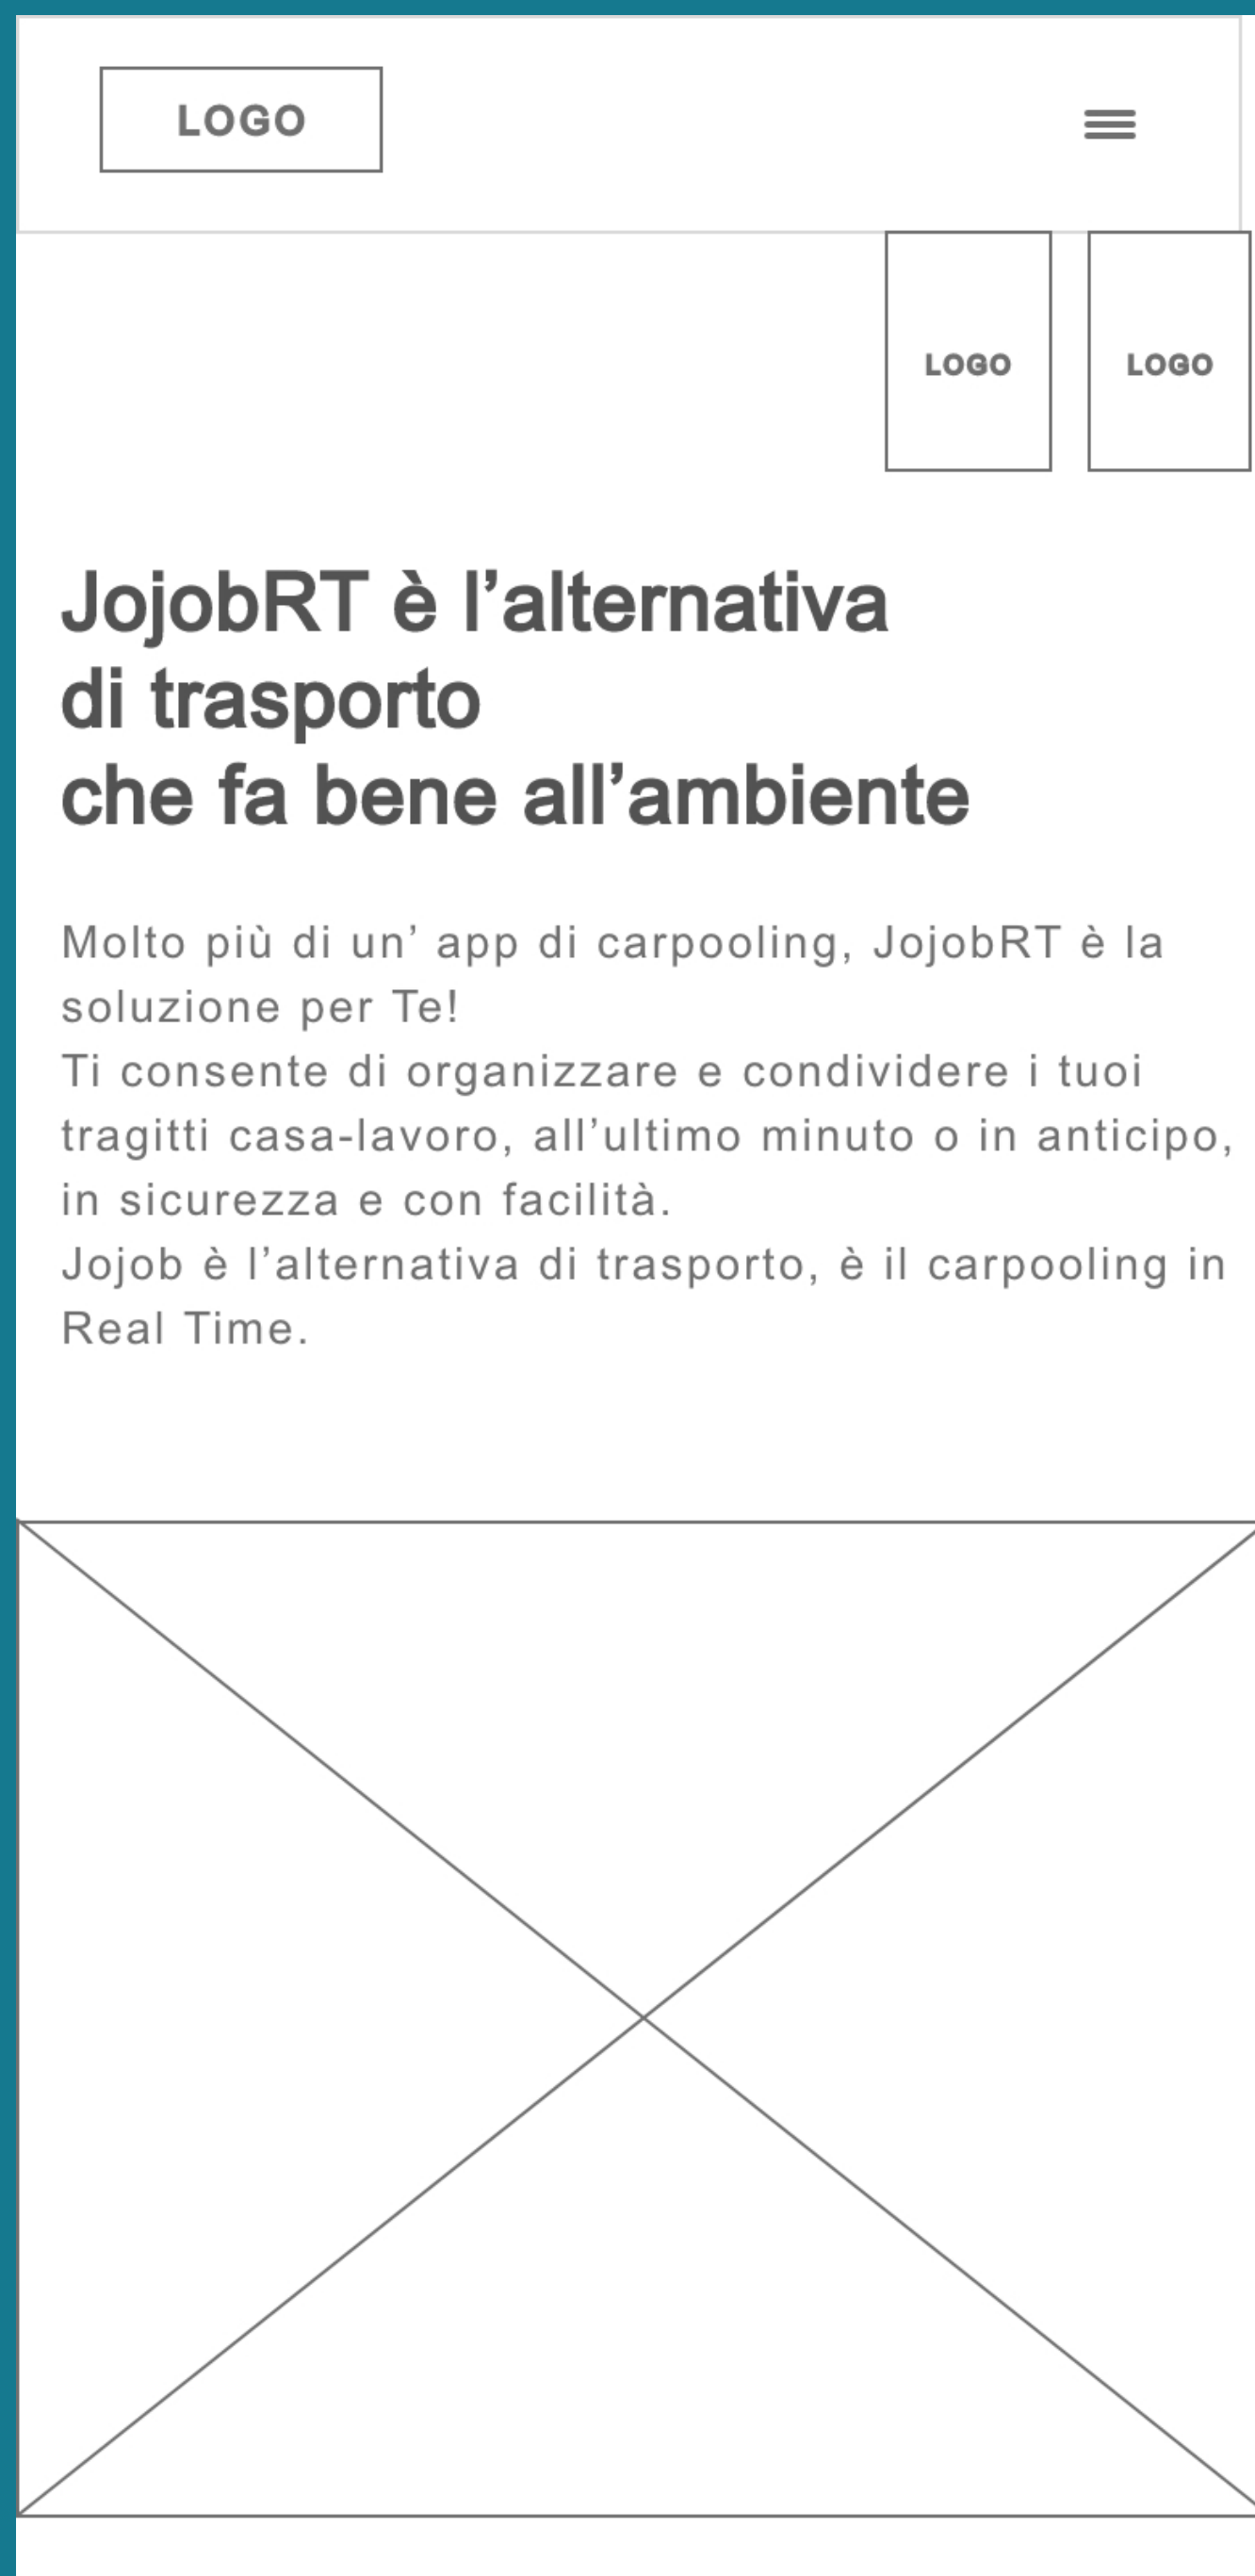 LOGO
LOGO LOGO
JojobRT è l’alternativa
di trasporto
che fa bene all’ambiente
Molto più di un’ app di carpooling, JojobRT è la
soluzione per Te!
Ti consente di organizzare e condividere i tuoi
tragitti casa-lavoro, all’ultimo minuto o in anticipo,
in sicurezza e con facilità.
Jojob è l’alternativa di trasporto, è il carpooling in
Real Time.